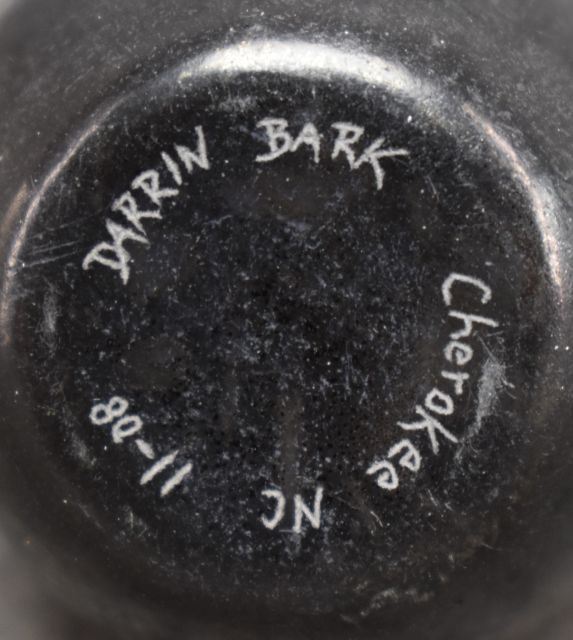 DARRIN BARK
Cherokee
NC
11-08